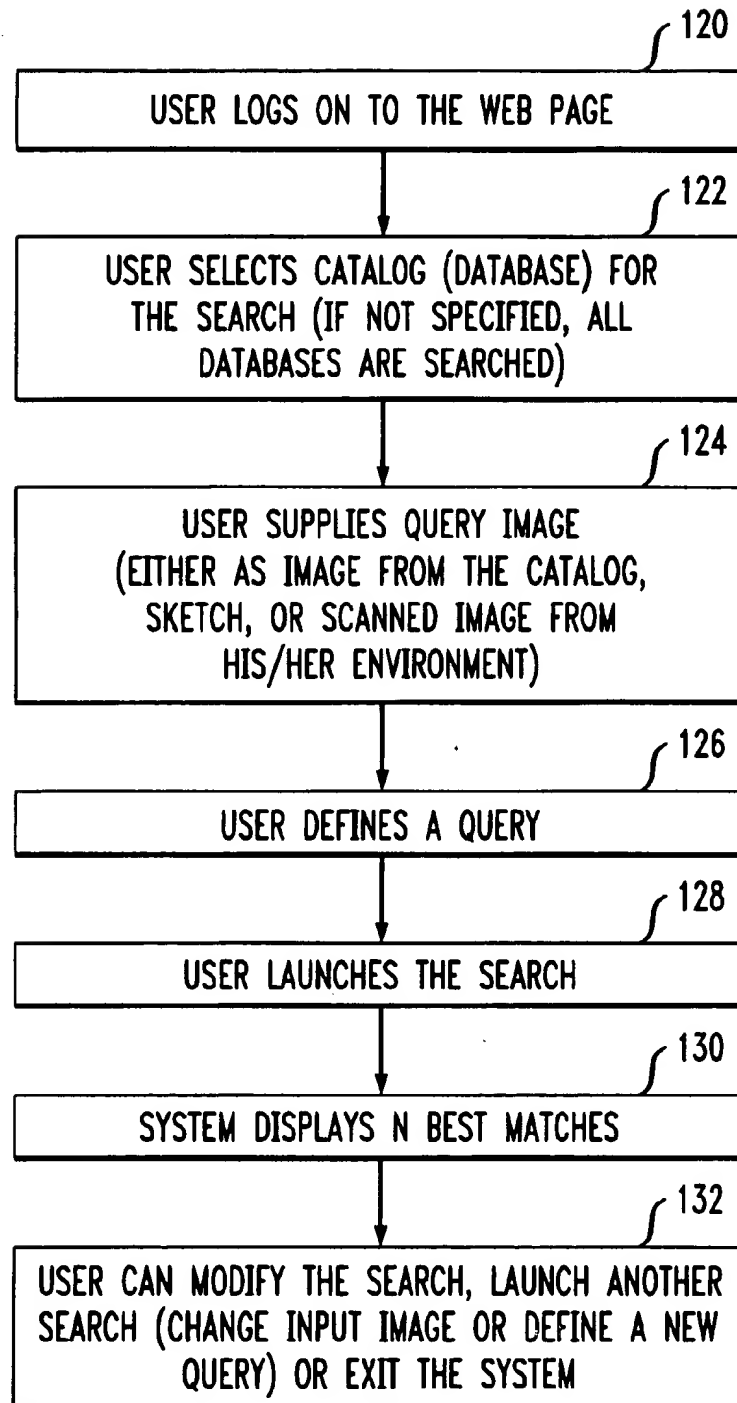 120
USER LOGS ON TO THE WEB PAGE
122
USER SELECTS CATALOG (DATABASE) FOR
THE SEARCH (IF NOT SPECIFIED, ALL
DATABASES ARE SEARCHED)
124
USER SUPPLIES QUERY IMAGE
(EITHER AS IMAGE FROM THE CATALOG,
SKETCH, OR SCANNED IMAGE FROM
HIS/HER ENVIRONMENT)
126
USER DEFINES A QUERY
128
USER LAUNCHES THE SEARCH
130
SYSTEM DISPLAYS N BEST MATCHES
132
USER CAN MODIFY THE SEARCH, LAUNCH ANOTHER
SEARCH (CHANGE INPUT IMAGE OR DEFINE A NEW
QUERY) OR EXIT THE SYSTEM